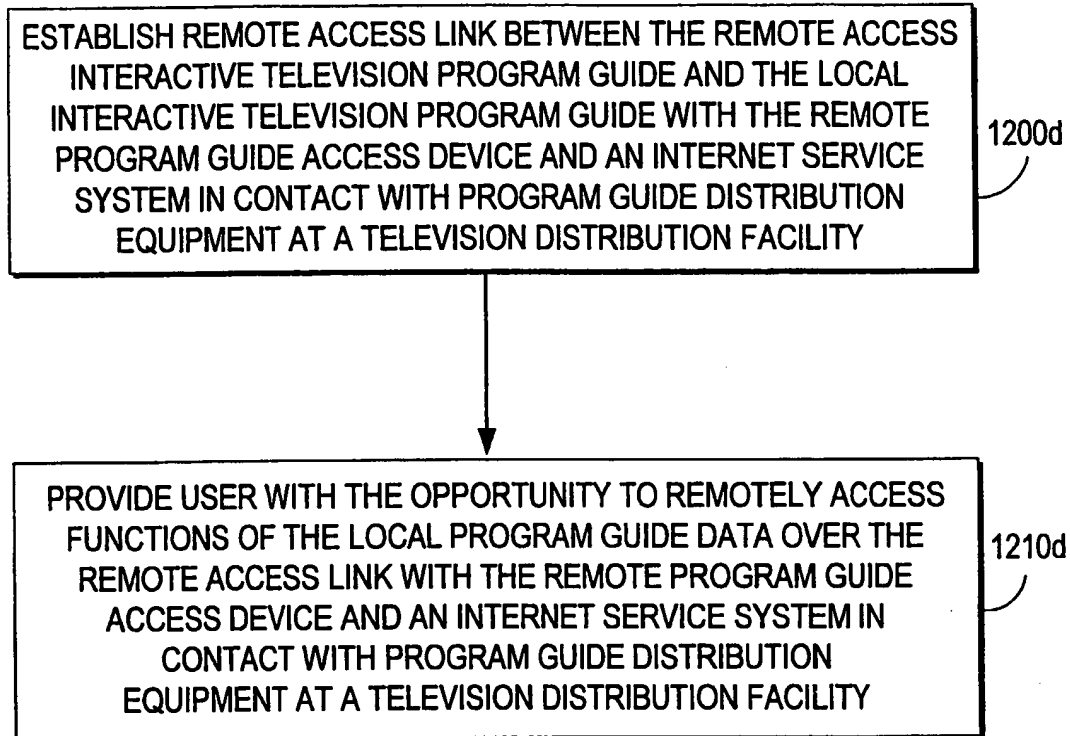 ESTABLISH REMOTE ACCESS LINK BETWEEN THE REMOTE ACCESS
INTERACTIVE TELEVISION PROGRAM GUIDE AND THE LOCAL
INTERACTIVE TELEVISION PROGRAM GUIDE WITH THE REMOTE
PROGRAM GUIDE ACCESS DEVICE AND AN INTERNET SERVICE
SYSTEM IN CONTACT WITH PROGRAM GUIDE DISTRIBUTION
EQUIPMENT AT A TELEVISION DISTRIBUTION FACILITY
1200d
PROVIDE USER WITH THE OPPORTUNITY TO REMOTELY ACCESS
FUNCTIONS OF THE LOCAL PROGRAM GUIDE DATA OVER THE
REMOTE ACCESS LINK WITH THE REMOTE PROGRAM GUIDE
ACCESS DEVICE AND AN INTERNET SERVICE SYSTEM IN
CONTACT WITH PROGRAM GUIDE DISTRIBUTION
EQUIPMENT AT A TELEVISION DISTRIBUTION FACILITY
1210d